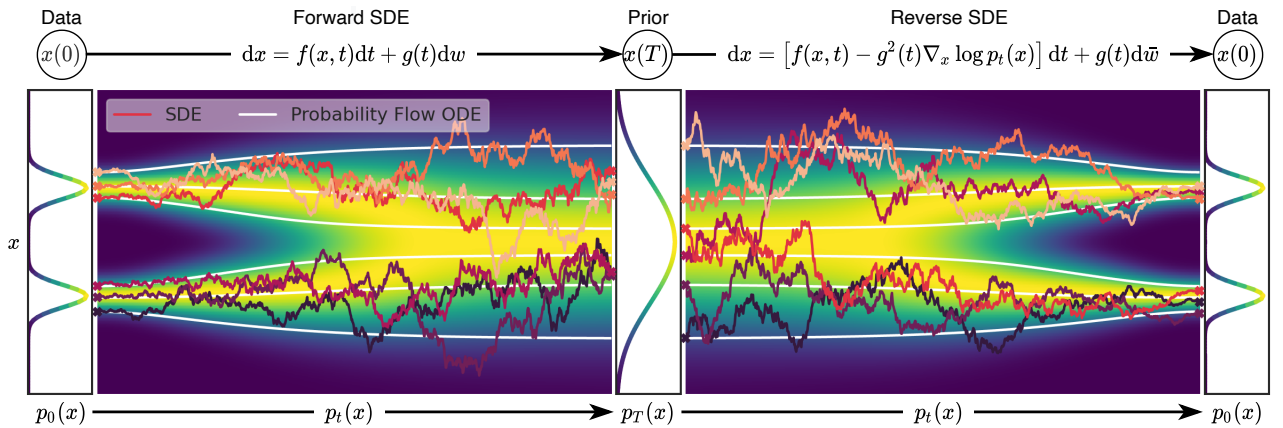 Data Forward SDE Prior Reverse SDE Data
x(0) dx = f(x, t)dt + g(t)dw x(T) dx = [f(x, t) − g²(t)∇ₓ log pₜ(x)] dt + g(t)dw̄ x(0)
SDE Probability Flow ODE
x
p₀(x) pₜ(x) p_T(x) pₜ(x) p₀(x)